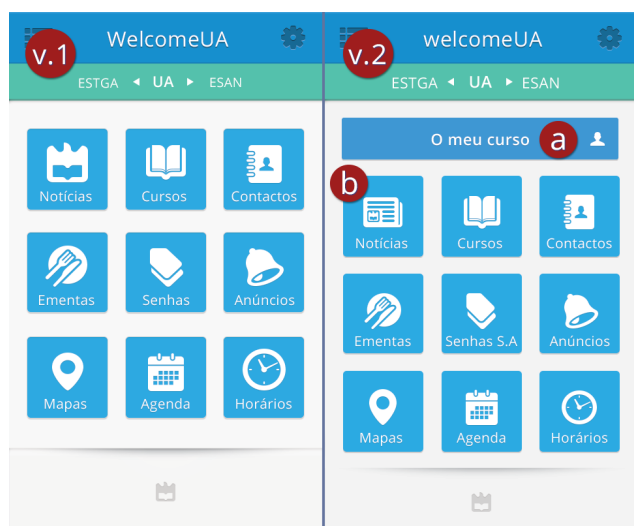 v.1
WelcomeUA
ESTGA ◄ UA ► ESAN
Notícias Cursos Contactos
Ementas Senhas Anúncios
Mapas Agenda Horários
v.2
welcomeUA
ESTGA ◄ UA ► ESAN
O meu curso a
b
Notícias Cursos Contactos
Ementas Senhas S.A Anúncios
Mapas Agenda Horários